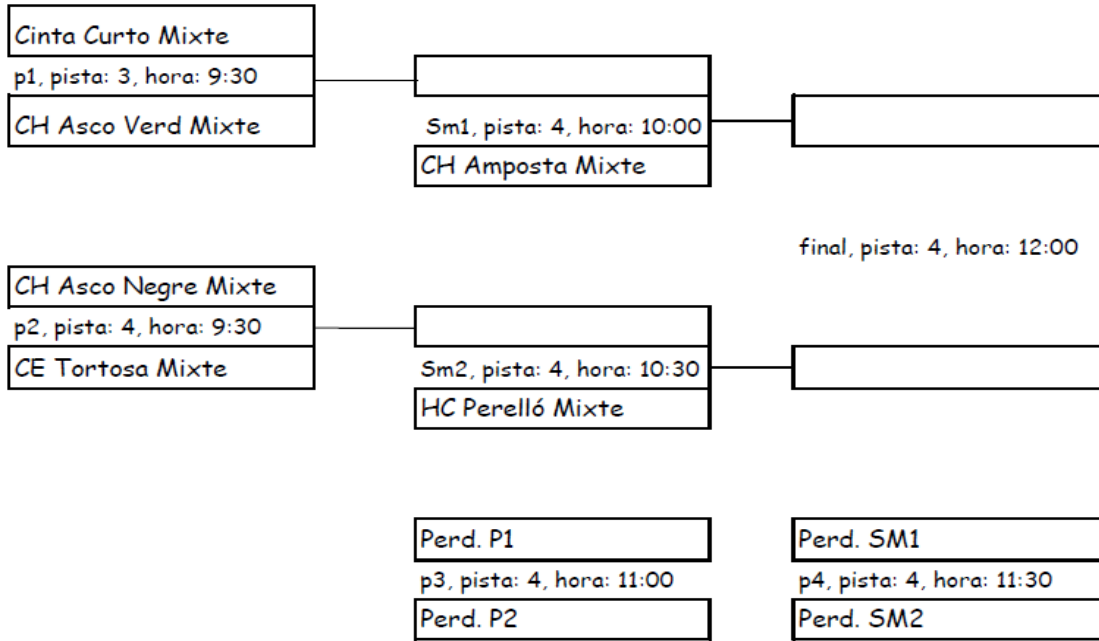 Cinta Curto Mixte
p1, pista: 3, hora: 9:30
CH Asco Verd Mixte
Sm1, pista: 4, hora: 10:00
CH Amposta Mixte
final, pista: 4, hora: 12:00
CH Asco Negre Mixte
p2, pista: 4, hora: 9:30
CE Tortosa Mixte
Sm2, pista: 4, hora: 10:30
HC Perelló Mixte
Perd. P1
p3, pista: 4, hora: 11:00
Perd. P2
Perd. SM1
p4, pista: 4, hora: 11:30
Perd. SM2